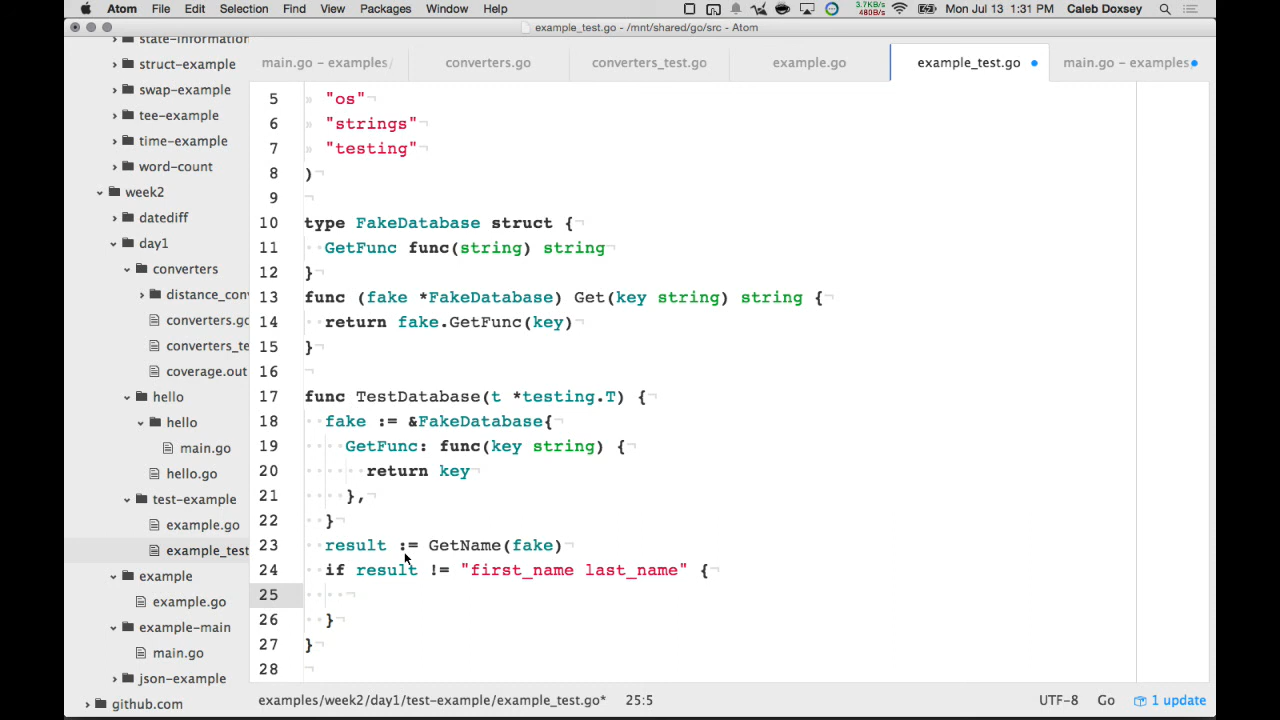 Atom File Edit Selection Find View Packages Window Help 3.7KB/s 480B/s Mon Jul 13 1:31 PM Caleb Doxsey
example_test.go - /mnt/shared/go/src - Atom
main.go – examples/ converters.go converters_test.go example.go example_test.go main.go – examples
state-information
struct-example
swap-example
tee-example
time-example
word-count
week2
datediff
day1
converters
distance_con
converters.go
converters_te
coverage.out
hello
hello
main.go
hello.go
test-example
example.go
example_test
example
example.go
example-main
main.go
json-example
github.com
5 "os"
6 "strings"
7 "testing"
8 )
9
10 type FakeDatabase struct {
11 GetFunc func(string) string
12 }
13 func (fake *FakeDatabase) Get(key string) string {
14 return fake.GetFunc(key)
15 }
16
17 func TestDatabase(t *testing.T) {
18 fake := &FakeDatabase{
19 GetFunc: func(key string) {
20 return key
21 },
22 }
23 result := GetName(fake)
24 if result != "first_name last_name" {
25
26 }
27 }
28
examples/week2/day1/test-example/example_test.go* 25:5 UTF-8 Go 1 update